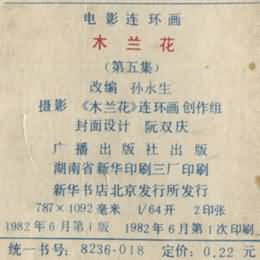 电影连环画
木兰花
(第五集)
改编 孙永生
摄影 《木兰花》连环画创作组
封面设计 阮双庆
广播出版社出版
湖南省新华印刷三厂印刷
新华书店北京发行所发行
787×1092毫米 1/64开 2印张
1982年6月第1版 1982年6月第1次印刷
统一书号:8236-018 定价:0.22元